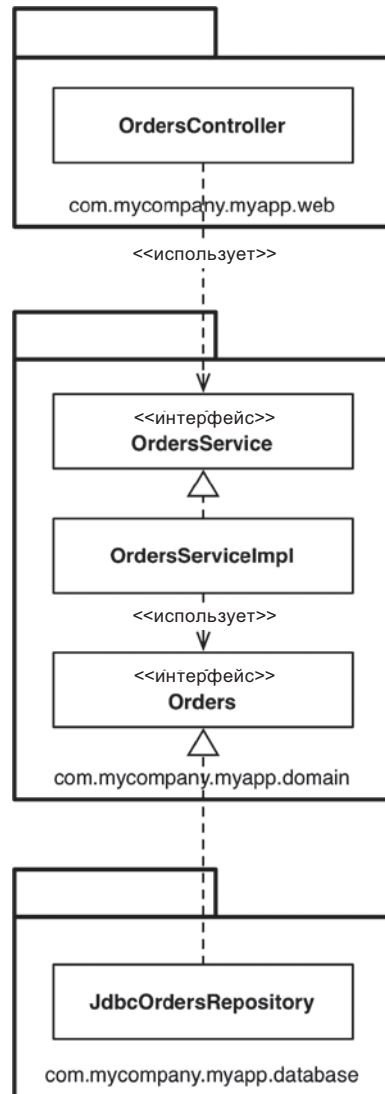 OrdersController
com.mycompany.myapp.web
<<использует>>
<<интерфейс>>
OrdersService
OrdersServiceImpl
<<использует>>
<<интерфейс>>
Orders
com.mycompany.myapp.domain
JdbcOrdersRepository
com.mycompany.myapp.database